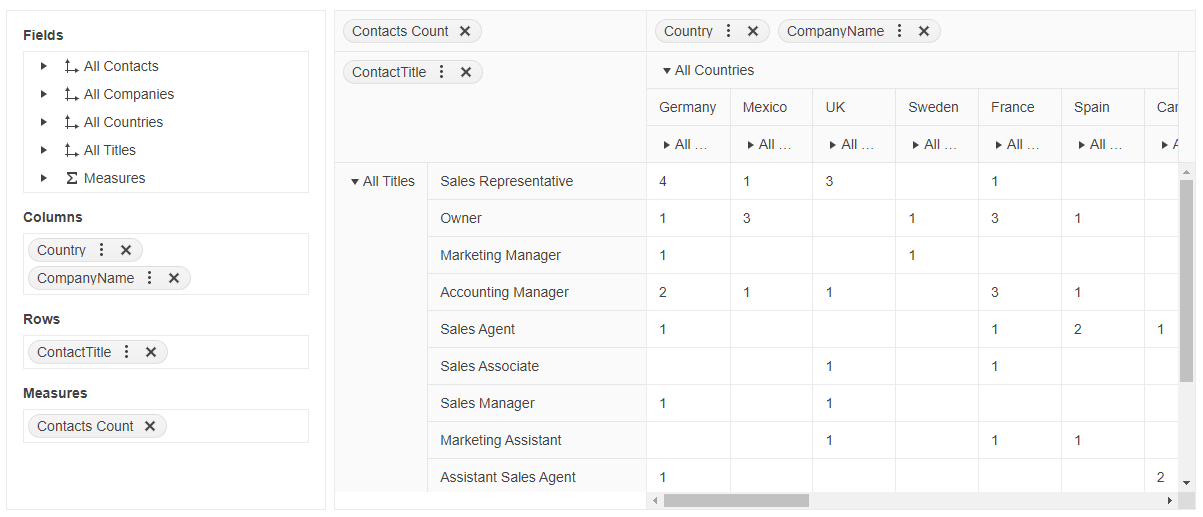 Fields
All Contacts
All Companies
All Countries
All Titles
Measures
Columns
Country
CompanyName
Rows
ContactTitle
Measures
Contacts Count
Contacts Count
Country CompanyName
ContactTitle
All Countries
Germany Mexico UK Sweden France Spain
All ... All ... All ... All ... All ... All ...
All Titles Sales Representative 4 1 3 1
Owner 1 3 1 3 1
Marketing Manager 1 1
Accounting Manager 2 1 1 3 1
Sales Agent 1 1 2 1
Sales Associate 1 1
Sales Manager 1 1
Marketing Assistant 1 1 1
Assistant Sales Agent 1 2